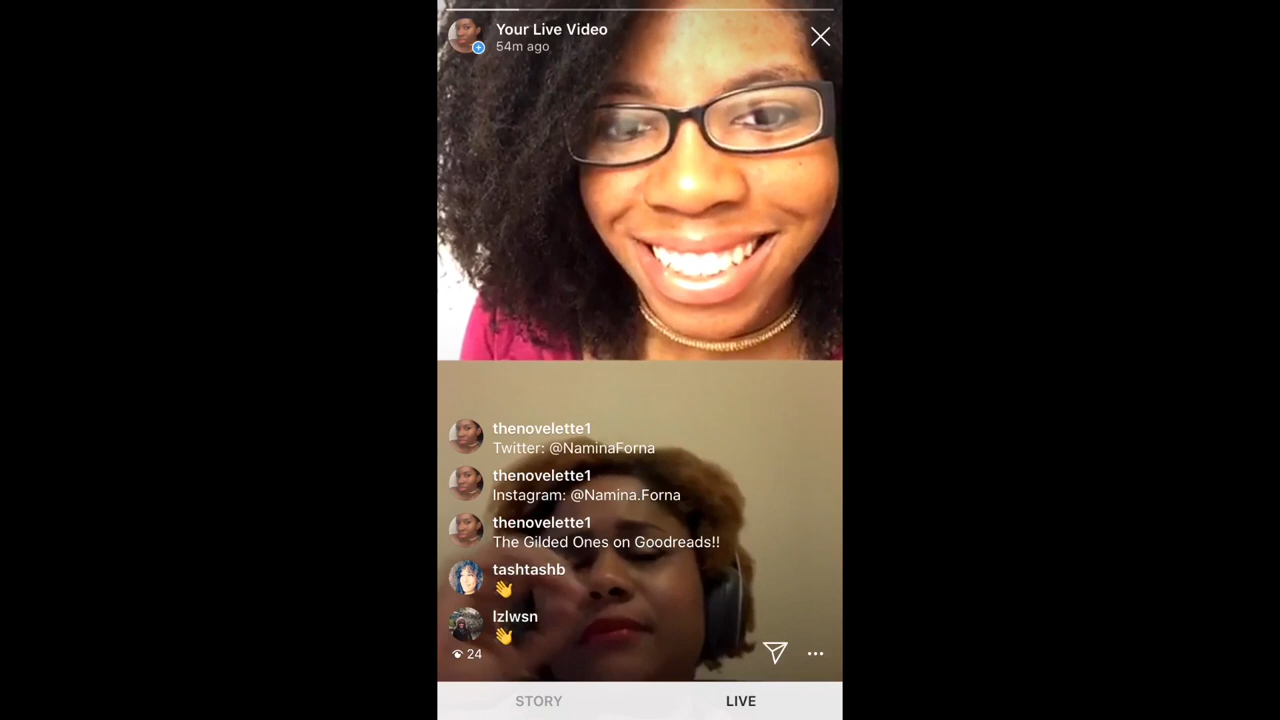 Your Live Video
54m ago
thenovelette1
Twitter: @NaminaForna
thenovelette1
Instagram: @Namina.Forna
thenovelette1
The Gilded Ones on Goodreads!!
tashtashb
👋
lzlwsn
👋
24
STORY
LIVE